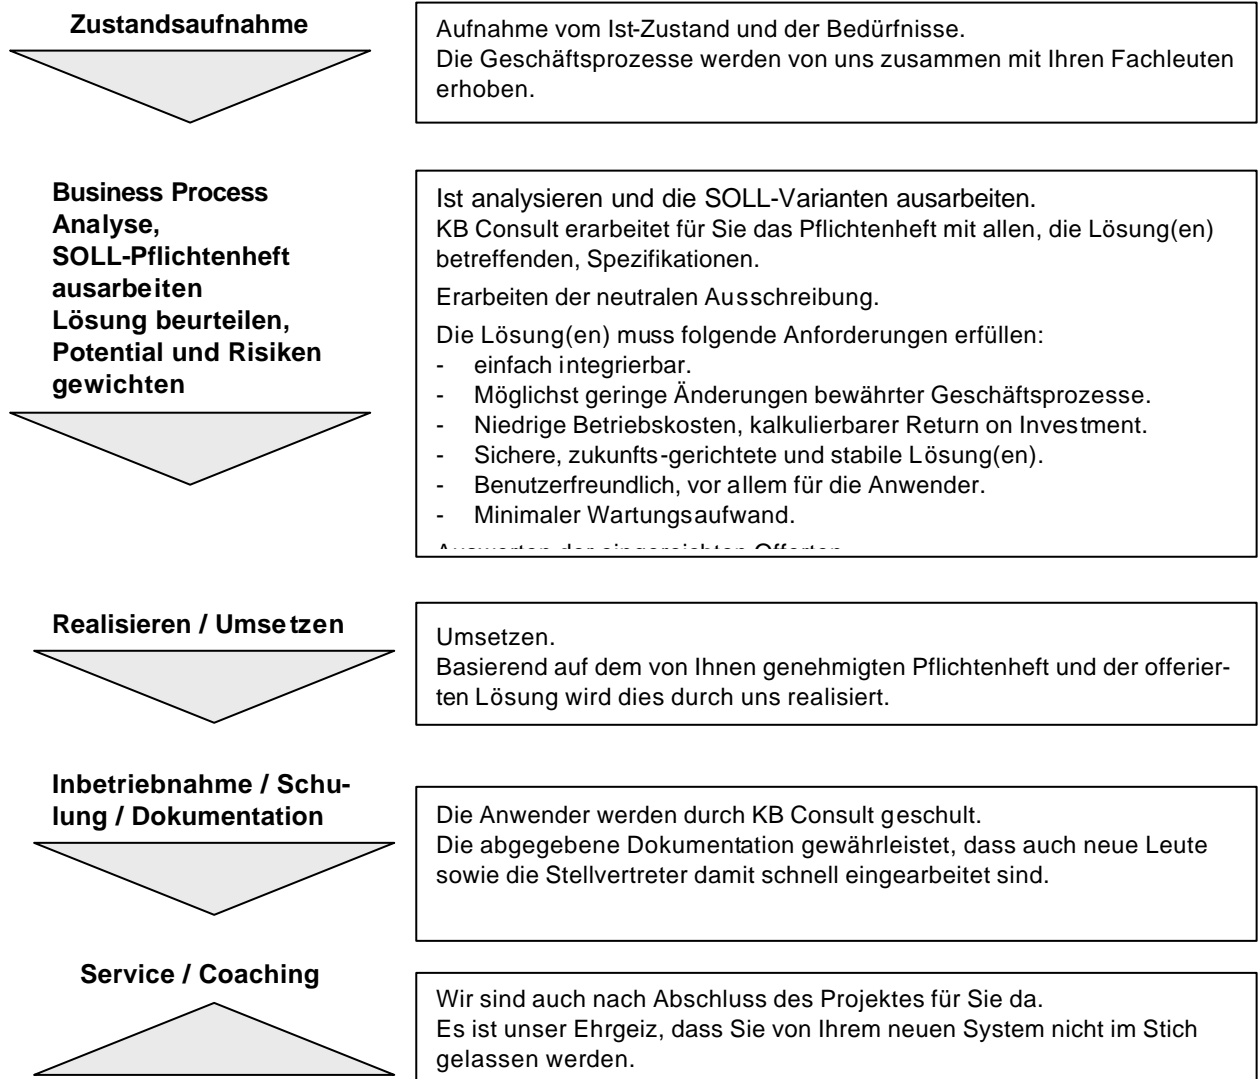 Zustandsaufnahme
Aufnahme vom Ist-Zustand und der Bedürfnisse.
Die Geschäftsprozesse werden von uns zusammen mit Ihren Fachleuten
erhoben.
Business Process
Analyse,
SOLL-Pflichtenheft
ausarbeiten
Lösung beurteilen,
Potential und Risiken
gewichten
Ist analysieren und die SOLL-Varianten ausarbeiten.
KB Consult erarbeitet für Sie das Pflichtenheft mit allen, die Lösung(en)
betreffenden, Spezifikationen.
Erarbeiten der neutralen Ausschreibung.
Die Lösung(en) muss folgende Anforderungen erfüllen:
- einfach integrierbar.
- Möglichst geringe Änderungen bewährter Geschäftsprozesse.
- Niedrige Betriebskosten, kalkulierbarer Return on Investment.
- Sichere, zukunfts-gerichtete und stabile Lösung(en).
- Benutzerfreundlich, vor allem für die Anwender.
- Minimaler Wartungsaufwand.
Auswerten der eingereichten Offerten
Realisieren / Umsetzen
Umsetzen.
Basierend auf dem von Ihnen genehmigten Pflichtenheft und der offerier-
ten Lösung wird dies durch uns realisiert.
Inbetriebnahme / Schu-
lung / Dokumentation
Die Anwender werden durch KB Consult geschult.
Die abgegebene Dokumentation gewährleistet, dass auch neue Leute
sowie die Stellvertreter damit schnell eingearbeitet sind.
Service / Coaching
Wir sind auch nach Abschluss des Projektes für Sie da.
Es ist unser Ehrgeiz, dass Sie von Ihrem neuen System nicht im Stich
gelassen werden.